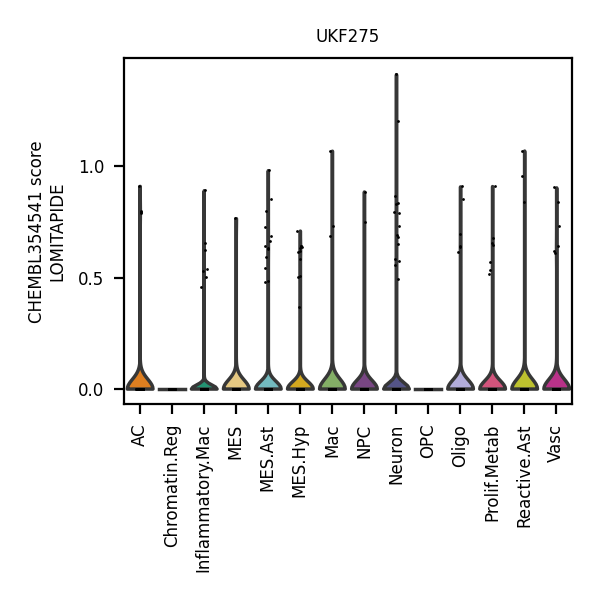 UKF275
CHEMBL354541 score
LOMITAPIDE
1.0
0.5
0.0
AC
Chromatin.Reg
Inflammatory.Mac
MES
MES.Ast
MES.Hyp
Mac
NPC
Neuron
OPC
Oligo
Prolif.Metab
Reactive.Ast
Vasc